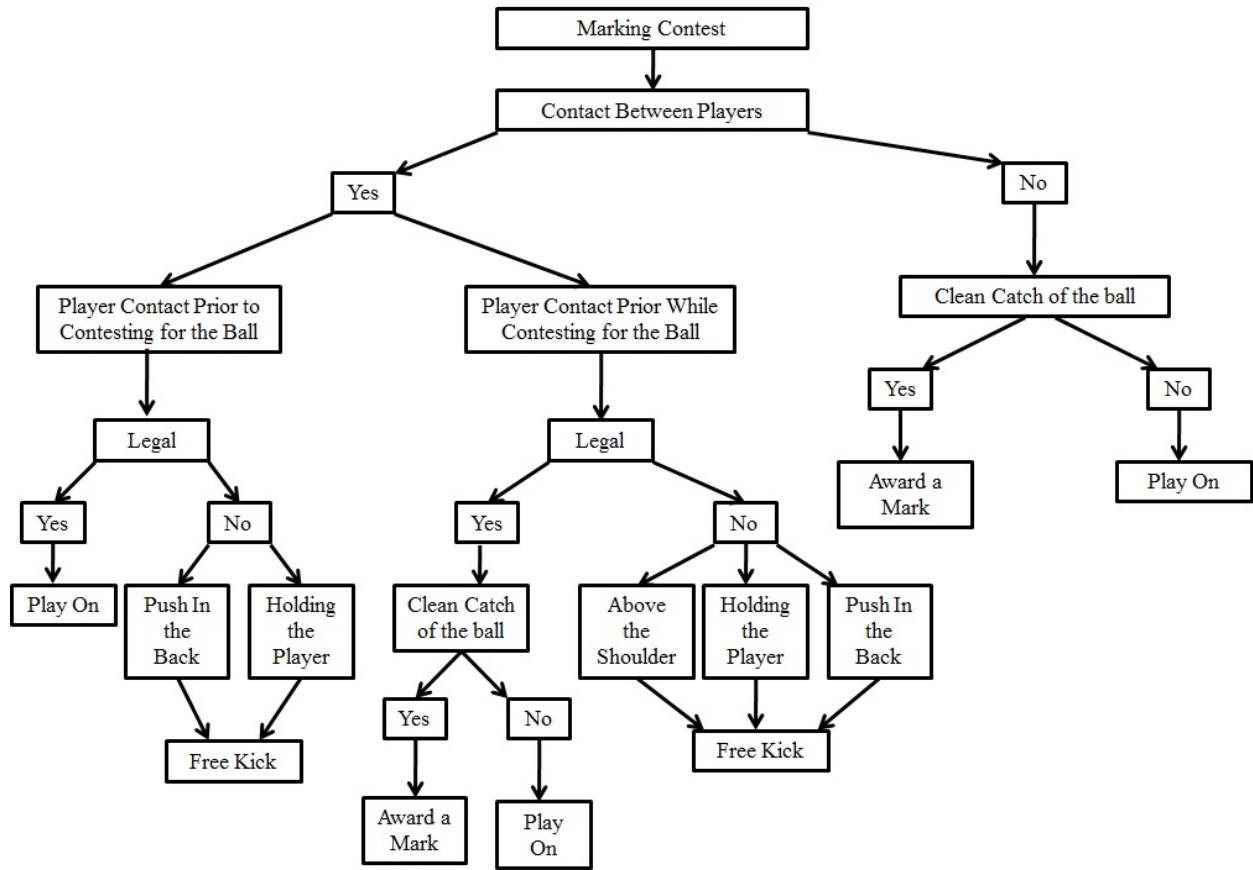 Marking Contest
Contact Between Players
Yes
No
Player Contact Prior to
Contesting for the Ball
Player Contact Prior While
Contesting for the Ball
Clean Catch of the ball
Yes
No
Legal
Legal
Award a
Mark
Play On
Yes
No
Yes
No
Play On
Push In
the
Back
Holding
the
Player
Clean Catch
of the ball
Above
the
Shoulder
Holding
the
Player
Push In
the
Back
Yes
No
Free Kick
Free Kick
Award a
Mark
Play
On